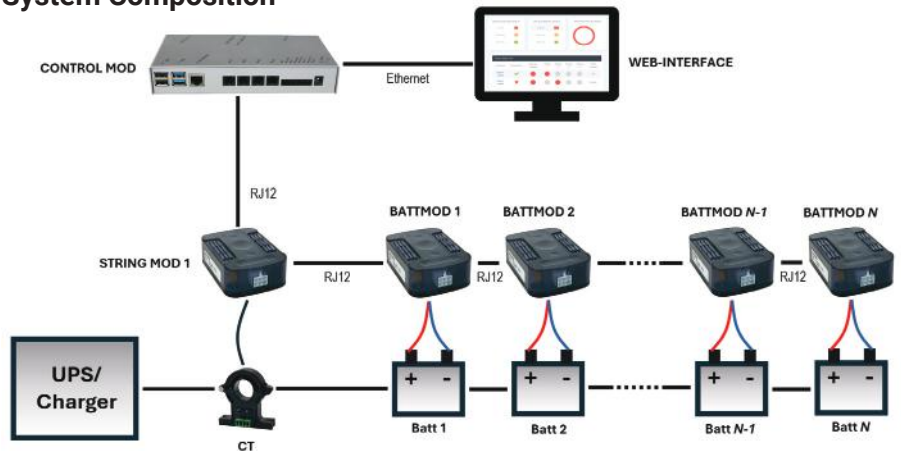 System Composition
CONTROL MOD
Ethernet
WEB-INTERFACE
RJ12
BATTMOD 1
BATTMOD 2
BATTMOD N-1
BATTMOD N
STRING MOD 1
RJ12
RJ12
RJ12
UPS/
Charger
CT
+ -
+ -
+ -
+ -
Batt 1
Batt 2
Batt N-1
Batt N